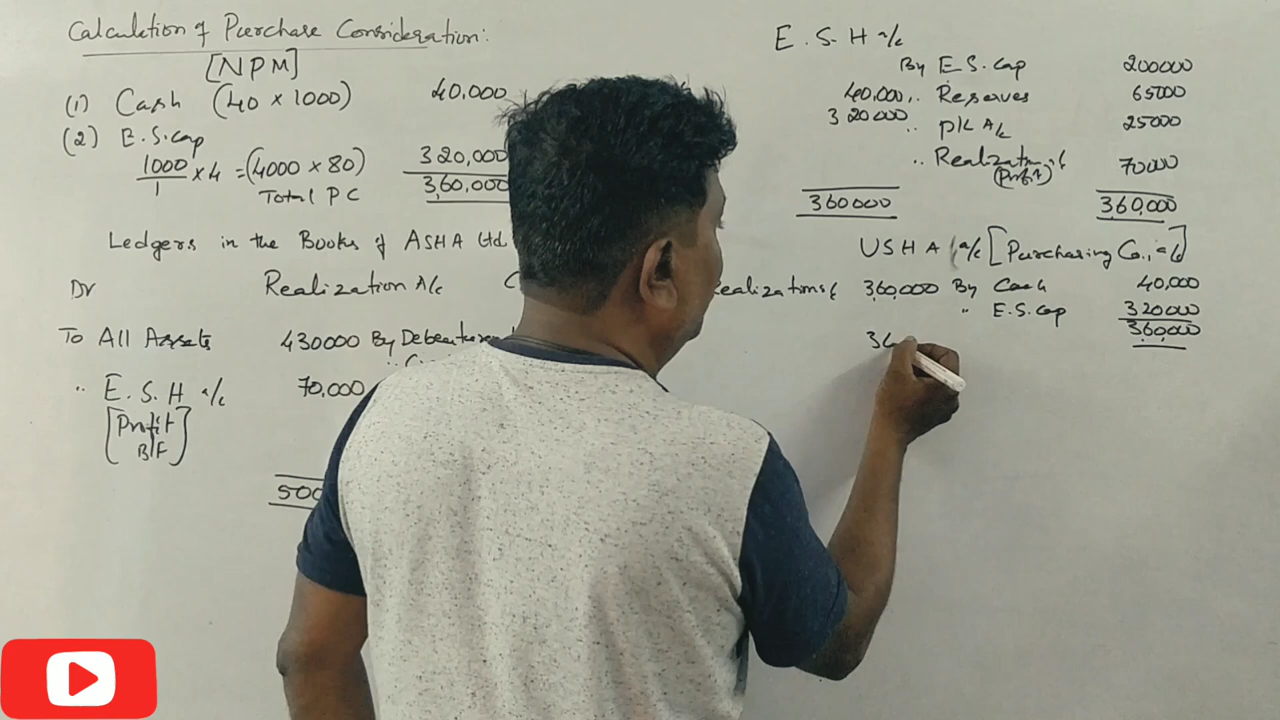 Calculation of Purchase Consideration:
[NPM]
(1) Cash (40 x 1000) 40,000
(2) E.S.cap
1000/1 x 4 = (4000 x 80) 320,000
Total PC 3,60,000
Ledgers in the Books of ASHA Ltd
Dr Realization A/c
To All Assets 430000 By Debentures
" E.S.H a/c 70,000
[Profit B/F]
500
E.S.H a/c
By E.S.Cap 200000
40,000 " Reserves 65000
320000 " P/L A/c 25000
" Realization (Profit) 70000
360000 360,000
USHA a/c [Purchasing Co., a/c]
360,000 By Cash 40,000
" E.S.Cap 320000
36 360,000